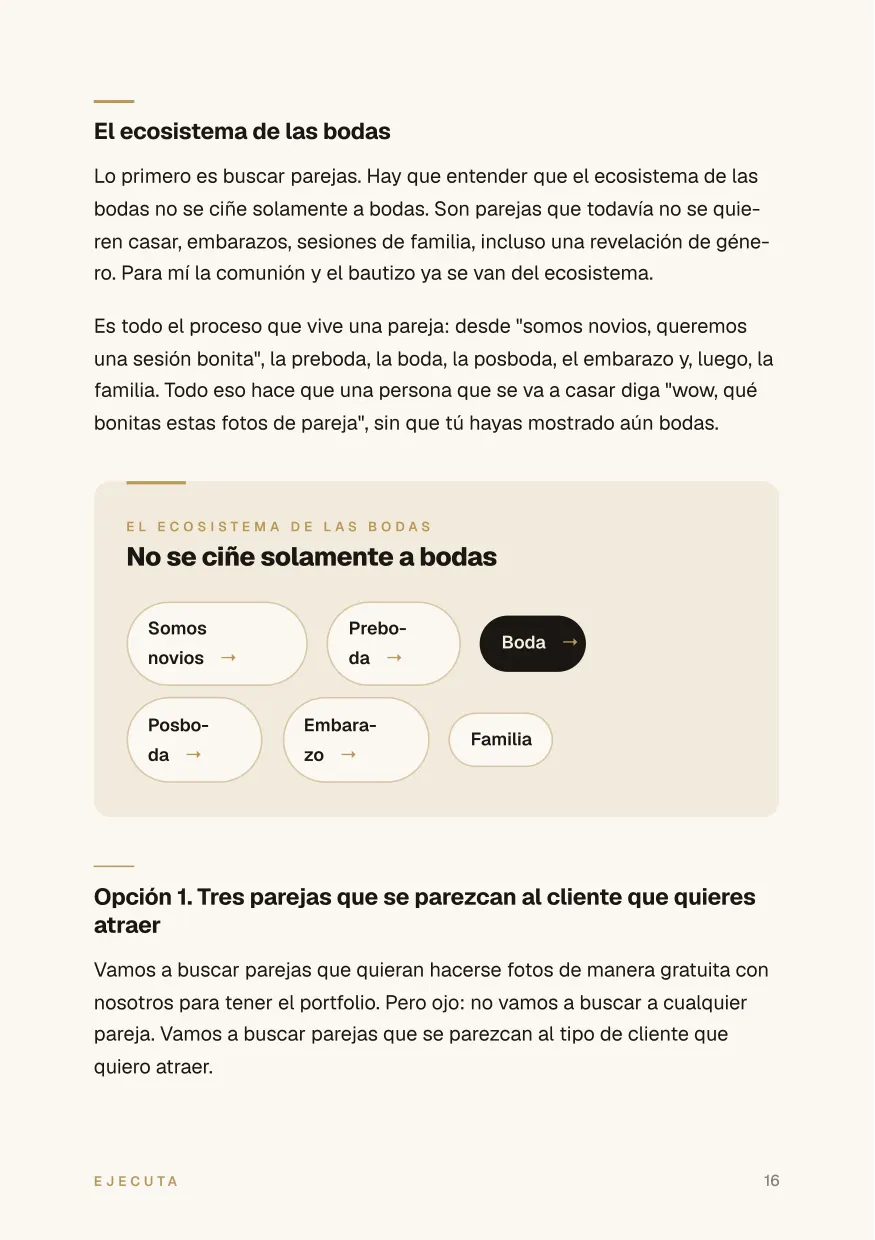 El ecosistema de las bodas
Lo primero es buscar parejas. Hay que entender que el ecosistema de las
bodas no se ciñe solamente a bodas. Son parejas que todavía no se quie-
ren casar, embarazos, sesiones de familia, incluso una revelación de géne-
ro. Para mí la comunión y el bautizo ya se van del ecosistema.
Es todo el proceso que vive una pareja: desde "somos novios, queremos
una sesión bonita", la preboda, la boda, la posboda, el embarazo y, luego, la
familia. Todo eso hace que una persona que se va a casar diga "wow, qué
bonitas estas fotos de pareja", sin que tú hayas mostrado aún bodas.
EL ECOSISTEMA DE LAS BODAS
No se ciñe solamente a bodas
Somos
novios →
Prebo-
da →
Boda →
Posbo-
da →
Embara-
zo →
Familia
Opción 1. Tres parejas que se parezcan al cliente que quieres
atraer
Vamos a buscar parejas que quieran hacerse fotos de manera gratuita con
nosotros para tener el portfolio. Pero ojo: no vamos a buscar a cualquier
pareja. Vamos a buscar parejas que se parezcan al tipo de cliente que
quiero atraer.
EJECUTA
16